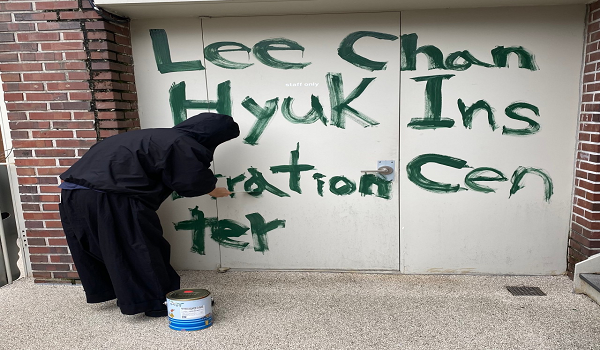 Lee Chan
staff only
Hyuk Ins
ration Cen
ter